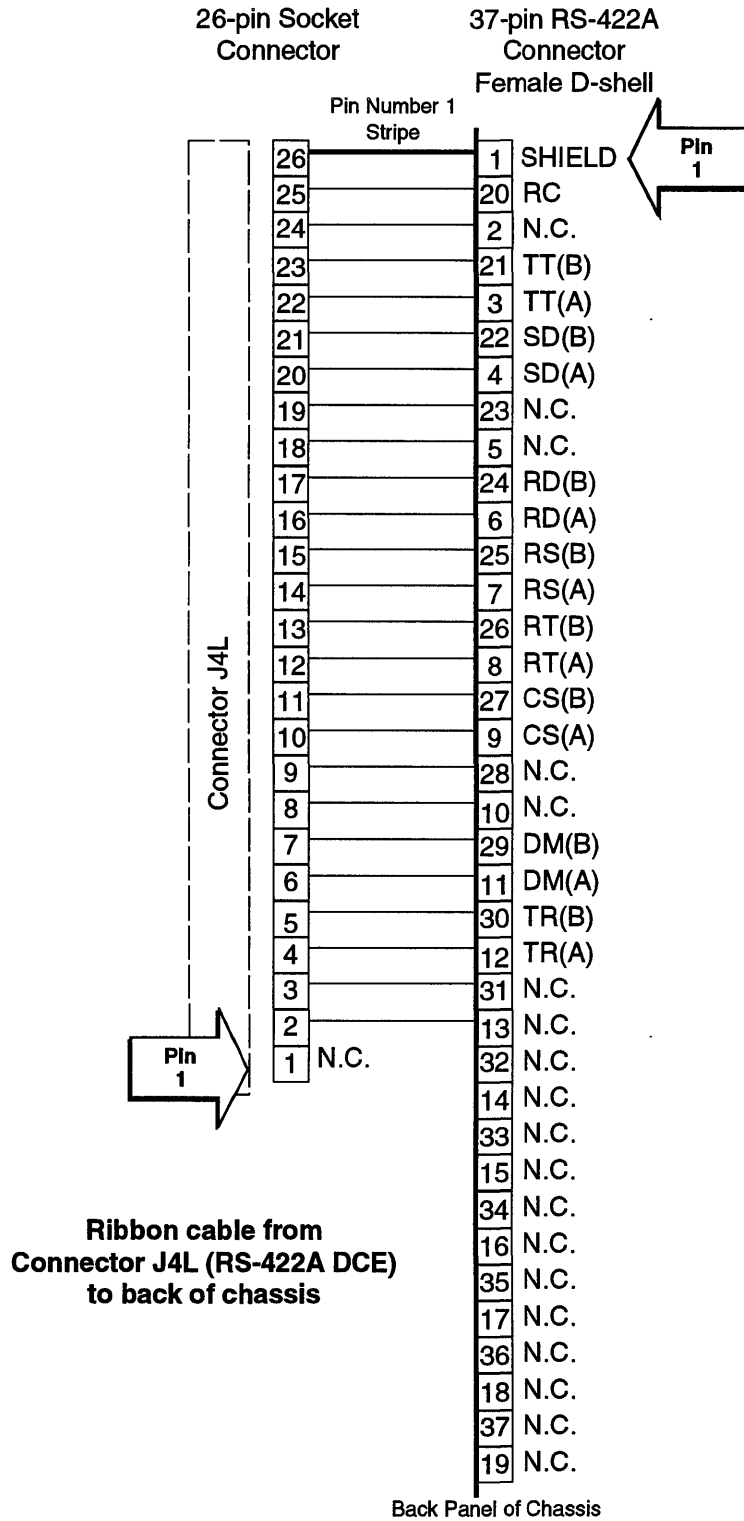 26-pin Socket
Connector
37-pin RS-422A
Connector
Female D-shell
Pin Number 1
Stripe
Pin
1
26 1 SHIELD
25 20 RC
24 2 N.C.
23 21 TT(B)
22 3 TT(A)
21 22 SD(B)
20 4 SD(A)
19 23 N.C.
18 5 N.C.
17 24 RD(B)
16 6 RD(A)
15 25 RS(B)
14 7 RS(A)
13 26 RT(B)
12 8 RT(A)
11 27 CS(B)
10 9 CS(A)
9 28 N.C.
8 10 N.C.
7 29 DM(B)
6 11 DM(A)
5 30 TR(B)
4 12 TR(A)
3 31 N.C.
2 13 N.C.
1 N.C. 32 N.C.
14 N.C.
33 N.C.
15 N.C.
34 N.C.
16 N.C.
35 N.C.
17 N.C.
36 N.C.
18 N.C.
37 N.C.
19 N.C.
Connector J4L
Pin
1
Ribbon cable from
Connector J4L (RS-422A DCE)
to back of chassis
Back Panel of Chassis